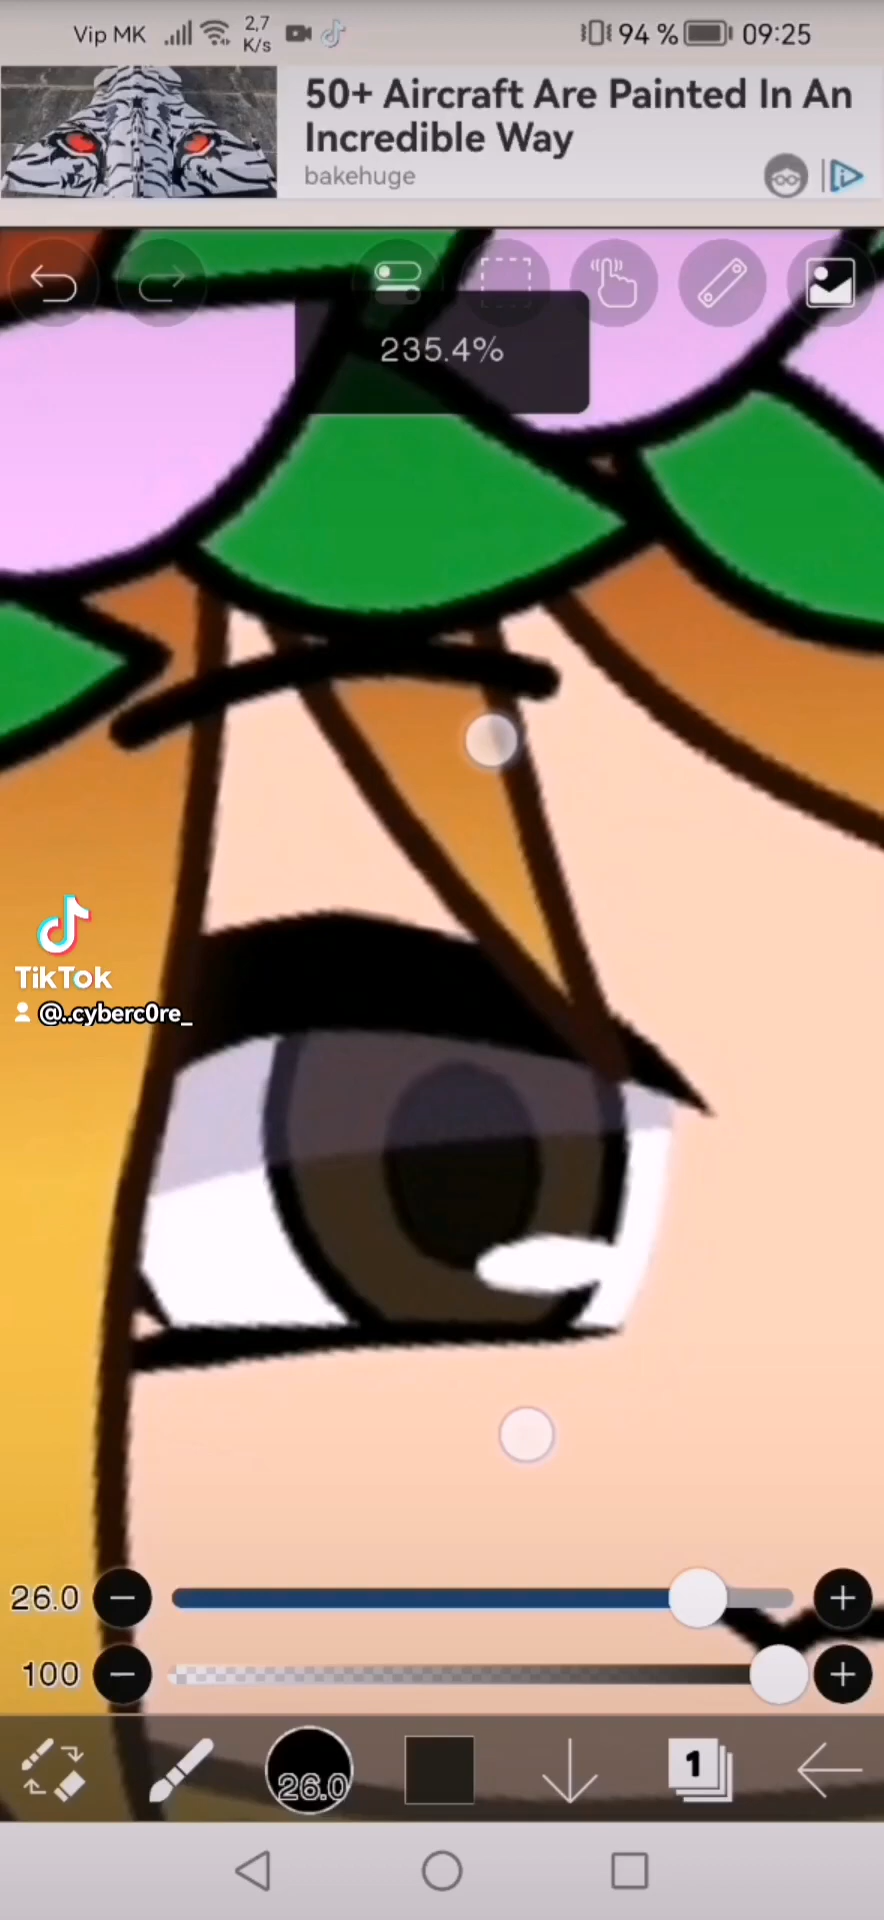 Vip MK 2,7 K/s 94 % 09:25
50+ Aircraft Are Painted In An
Incredible Way
bakehuge
235.4%
TikTok
@..cyberc0re_
26.0
100
26.0
1